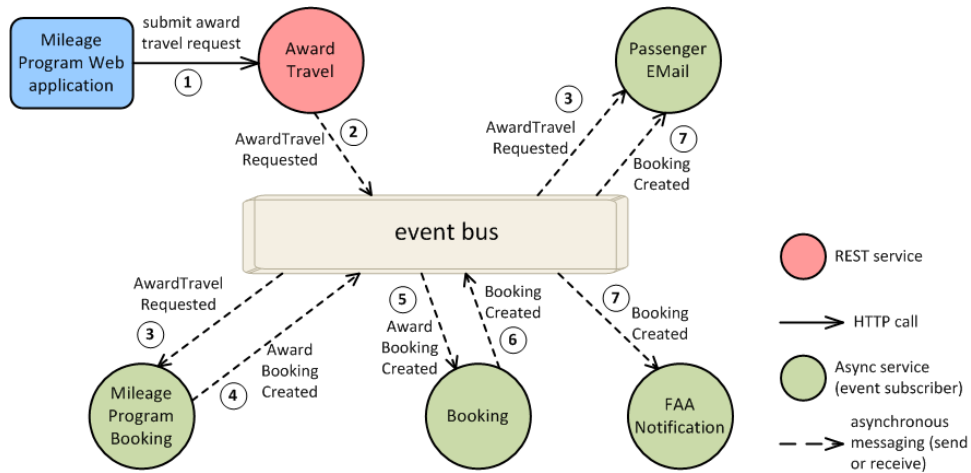 Mileage
Program Web
application
submit award
travel request
1
Award
Travel
Passenger
EMail
AwardTravel
Requested
2
3
AwardTravel
Requested
7
Booking
Created
event bus
REST service
HTTP call
Async service
(event subscriber)
asynchronous
messaging (send
or receive)
AwardTravel
Requested
3
Award
Booking
Created
4
5
Award
Booking
Created
Booking
Created
6
7
Booking
Created
Mileage
Program
Booking
Booking
FAA
Notification